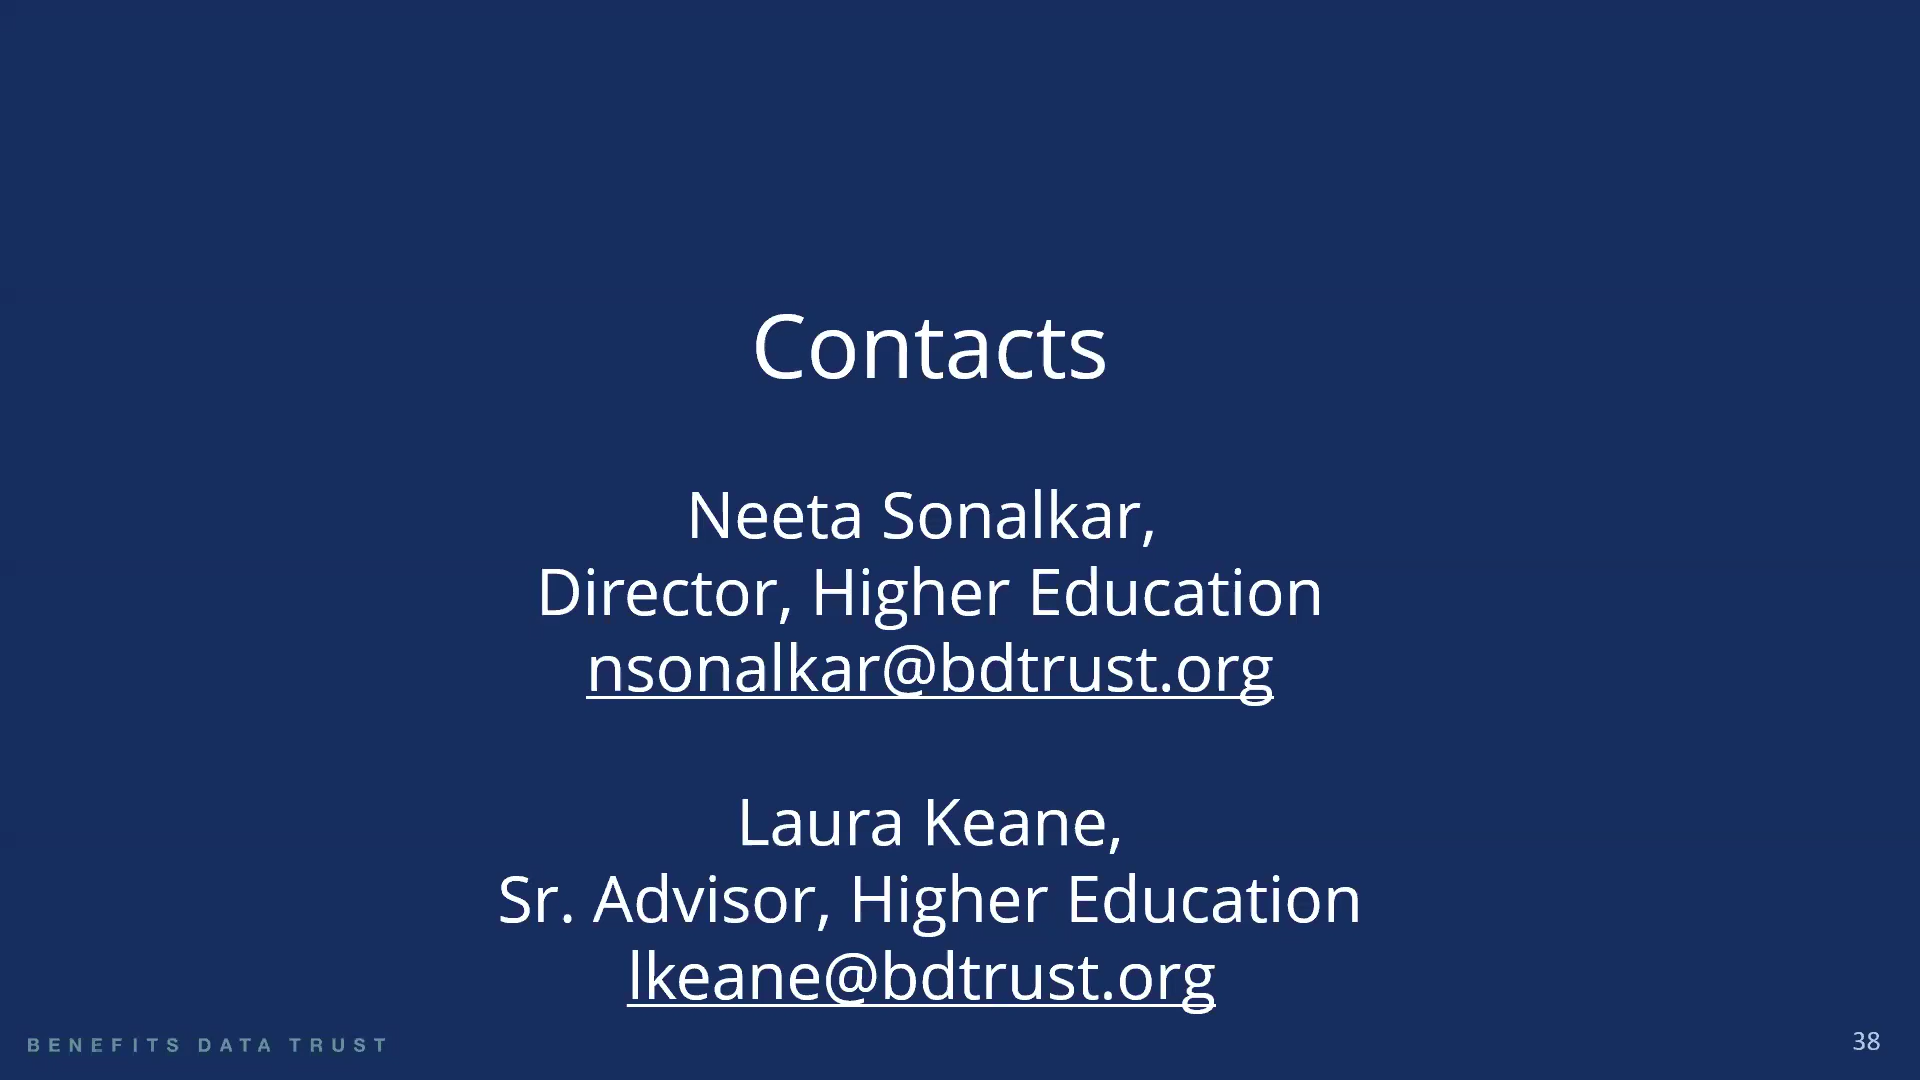 Contacts
Neeta Sonalkar,
Director, Higher Education
nsonalkar@bdtrust.org
Laura Keane,
Sr. Advisor, Higher Education
lkeane@bdtrust.org
BENEFITS DATA TRUST
38